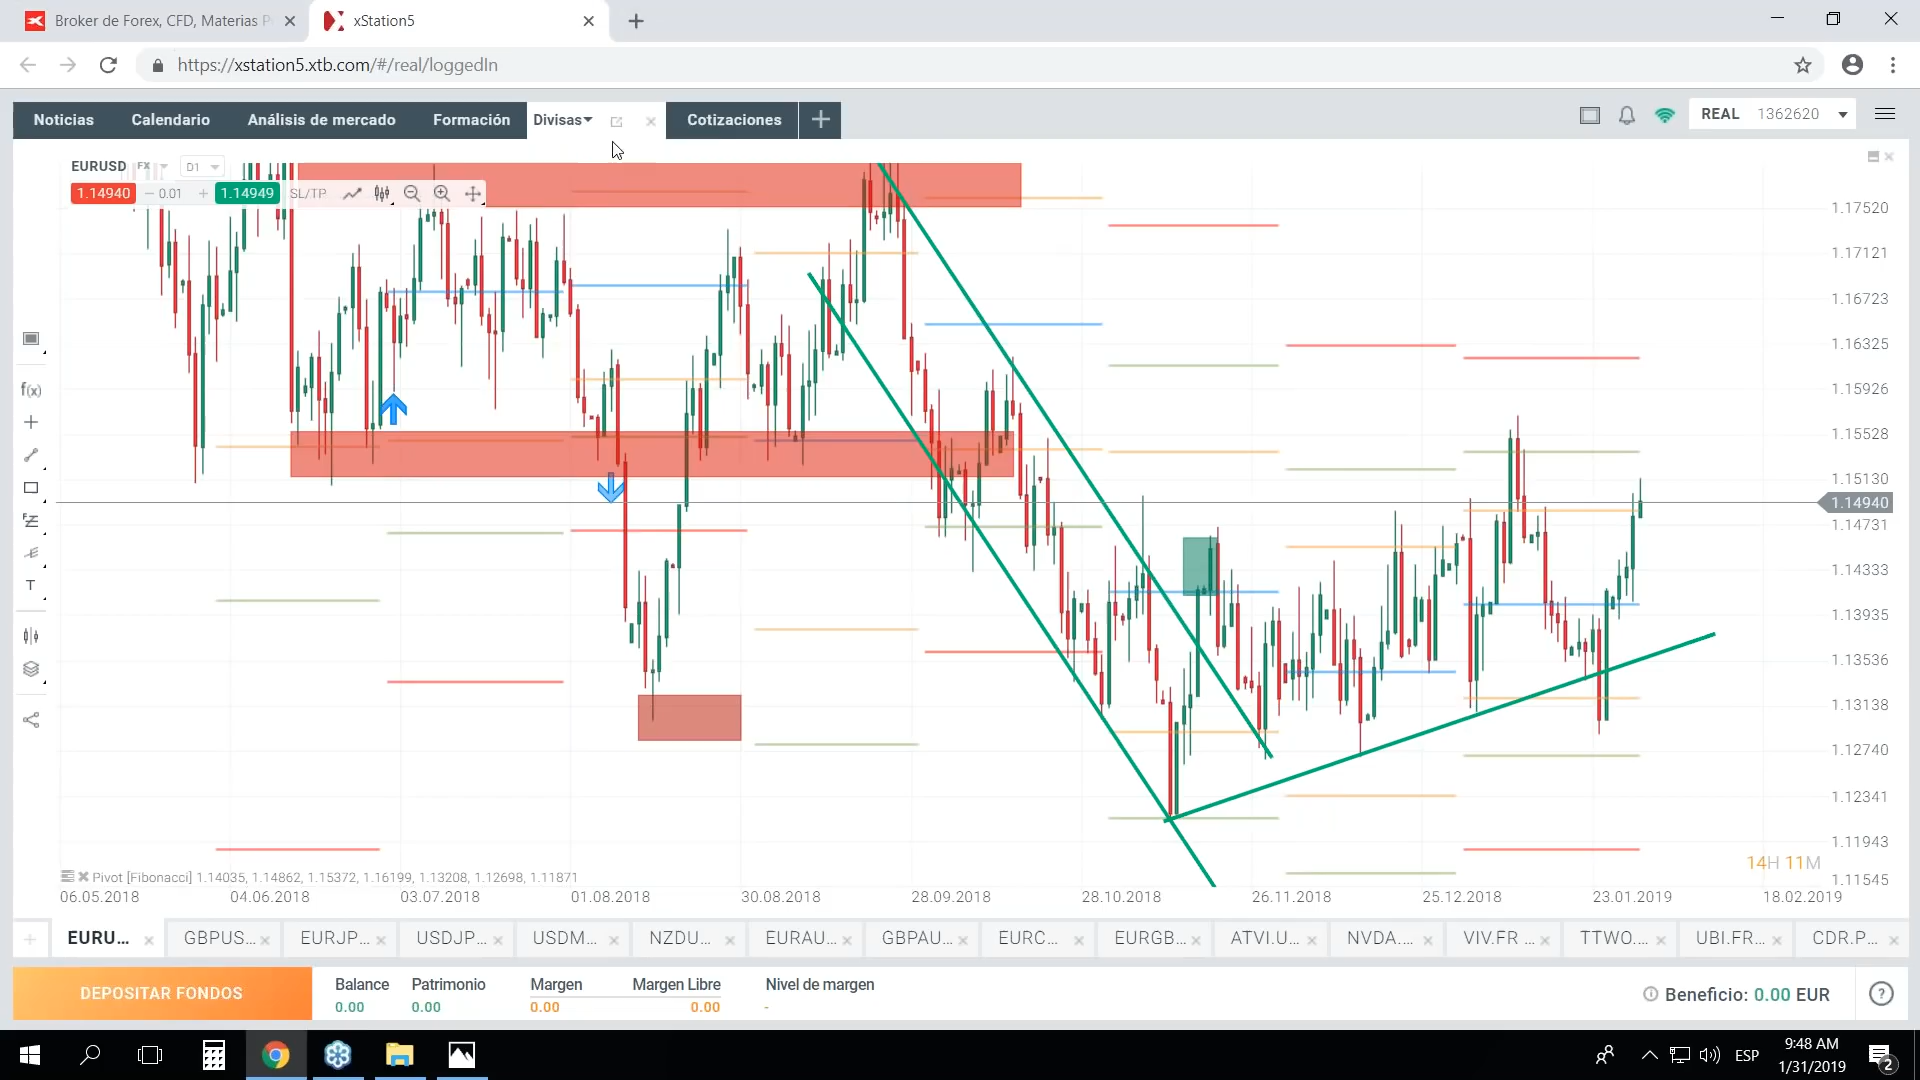 Broker de Forex, CFD, Materias P
xStation5
https://xstation5.xtb.com/#/real/loggedIn
Noticias
Calendario
Análisis de mercado
Formación
Divisas
Cotizaciones
REAL 1362620
EURUSD FX D1
1.14940 − 0.01 + 1.14949 SL/TP
1.17520
1.17121
1.16723
1.16325
1.15926
1.15528
1.15130
1.14940
1.14731
1.14333
1.13935
1.13536
1.13138
1.12740
1.12341
1.11943
1.11545
f(x)
T
14H 11M
Pivot [Fibonacci] 1.14035, 1.14862, 1.15372, 1.16199, 1.13208, 1.12698, 1.11871
06.05.2018 04.06.2018 03.07.2018 01.08.2018 30.08.2018 28.09.2018 28.10.2018 26.11.2018 25.12.2018 23.01.2019 18.02.2019
EURU... GBPUS... EURJP... USDJP... USDM... NZDU... EURAU... GBPAU... EURC... EURGB... ATVI.U... NVDA.... VIV.FR ... TTWO.... UBI.FR... CDR.P...
DEPOSITAR FONDOS
Balance Patrimonio Margen Margen Libre Nivel de margen
0.00 0.00 0.00 0.00 -
Beneficio: 0.00 EUR
?
ESP
9:48 AM
1/31/2019
2